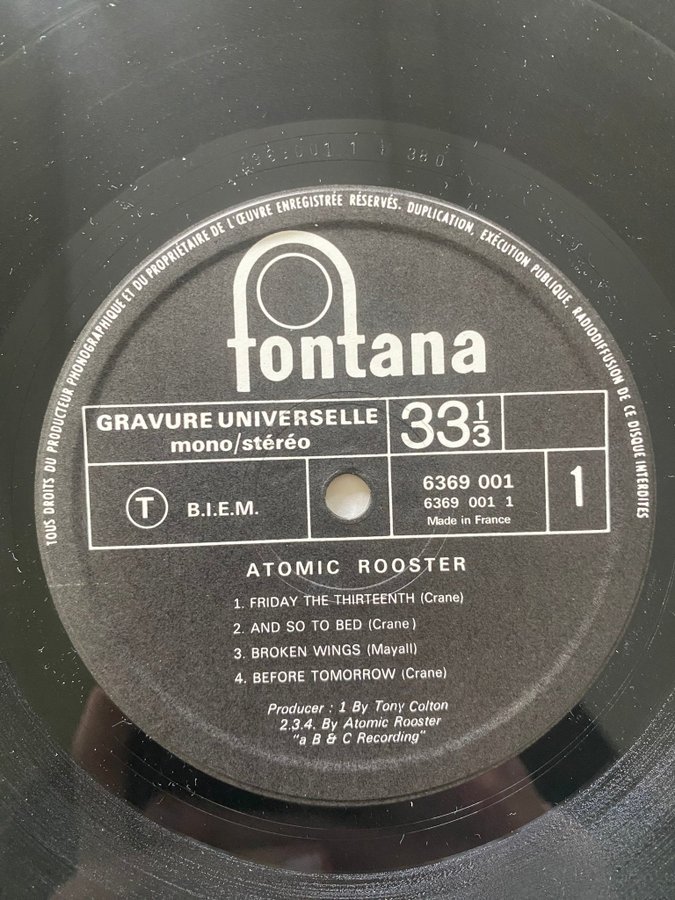 TOUS DROITS DU PRODUCTEUR PHONOGRAPHIQUE ET DU PROPRIÉTAIRE DE L'ŒUVRE ENREGISTRÉE RÉSERVÉS. DUPLICATION, EXÉCUTION PUBLIQUE, RADIODIFFUSION DE CE DISQUE INTERDITES
fontana
GRAVURE UNIVERSELLE
mono/stéréo
33⅓
T B.I.E.M.
6369 001
6369 001 1
Made in France
1
ATOMIC ROOSTER
1. FRIDAY THE THIRTEENTH (Crane)
2. AND SO TO BED (Crane)
3. BROKEN WINGS (Mayall)
4. BEFORE TOMORROW (Crane)
Producer : 1 By Tony Colton
2.3.4. By Atomic Rooster
"a B & C Recording"